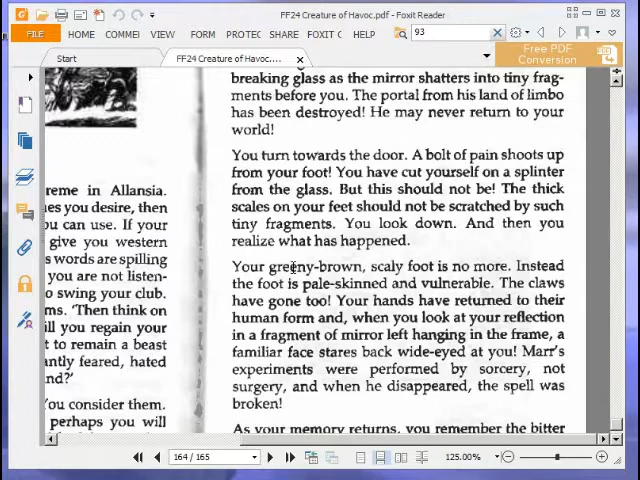 FF24 Creature of Havoc.pdf - Foxit Reader
FILE HOME COMMEN VIEW FORM PROTEC SHARE FOXIT C HELP 93
Start
FF24 Creature of Havoc....
Free PDF
Conversion
breaking glass as the mirror shatters into tiny frag-
ments before you. The portal from his land of limbo
has been destroyed! He may never return to your
world!
You turn towards the door. A bolt of pain shoots up
from your foot! You have cut yourself on a splinter
from the glass. But this should not be! The thick
scales on your feet should not be scratched by such
tiny fragments. You look down. And then you
realize what has happened.
Your greeny-brown, scaly foot is no more. Instead
the foot is pale-skinned and vulnerable. The claws
have gone too! Your hands have returned to their
human form and, when you look at your reflection
in a fragment of mirror left hanging in the frame, a
familiar face stares back wide-eyed at you! Marr's
experiments were performed by sorcery, not
surgery, and when he disappeared, the spell was
broken!
As your memory returns, you remember the bitter
reme in Allansia.
es you desire, then
ou can use. If your
give you western
s words are spilling
you are not listen-
o swing your club.
ms. 'Then think on
ill you regain your
t to remain a beast
antly feared, hated
nd?'
You consider them.
perhaps you will
164 / 165
125.00%